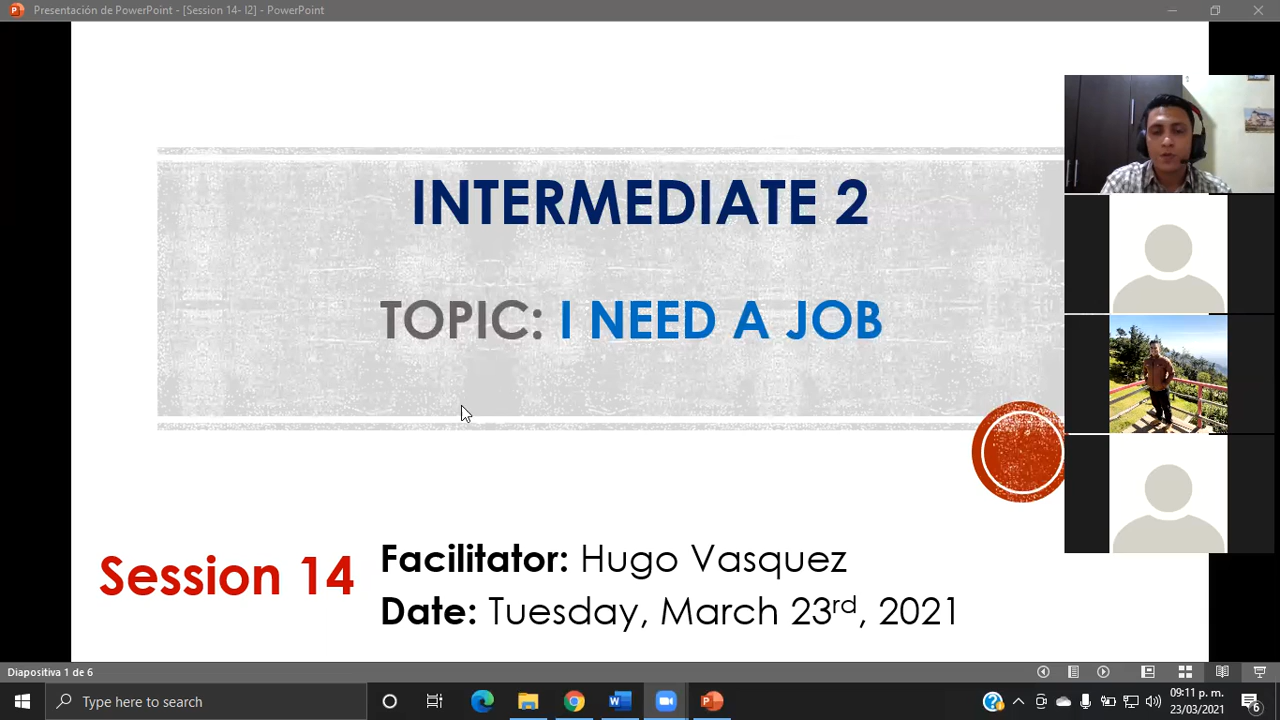 Presentación de PowerPoint - [Session 14- I2] - PowerPoint
INTERMEDIATE 2
TOPIC: I NEED A JOB
Session 14
Facilitator: Hugo Vasquez
Date: Tuesday, March 23rd, 2021
Diapositiva 1 de 6
Type here to search
09:11 p. m.
23/03/2021
6